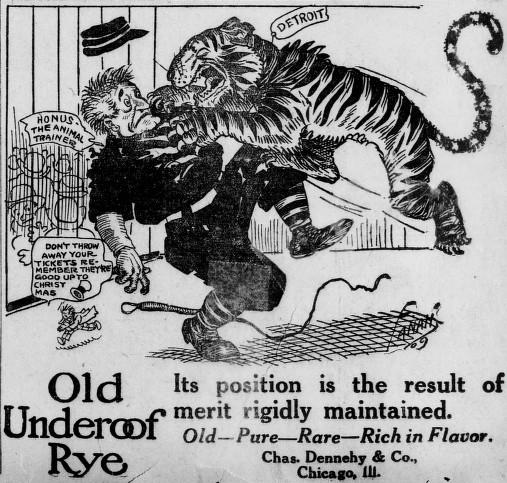 DETROIT
HONUS
THE ANIMAL
TRAINER
DON'T THROW
AWAY YOUR
TICKETS RE-
MEMBER THEY'RE
GOOD UP TO
CHRIST
MAS
09
Old
Underoof
Rye
Its position is the result of
merit rigidly maintained.
Old—Pure—Rare—Rich in Flavor.
Chas. Dennehy & Co.,
Chicago, Ill.